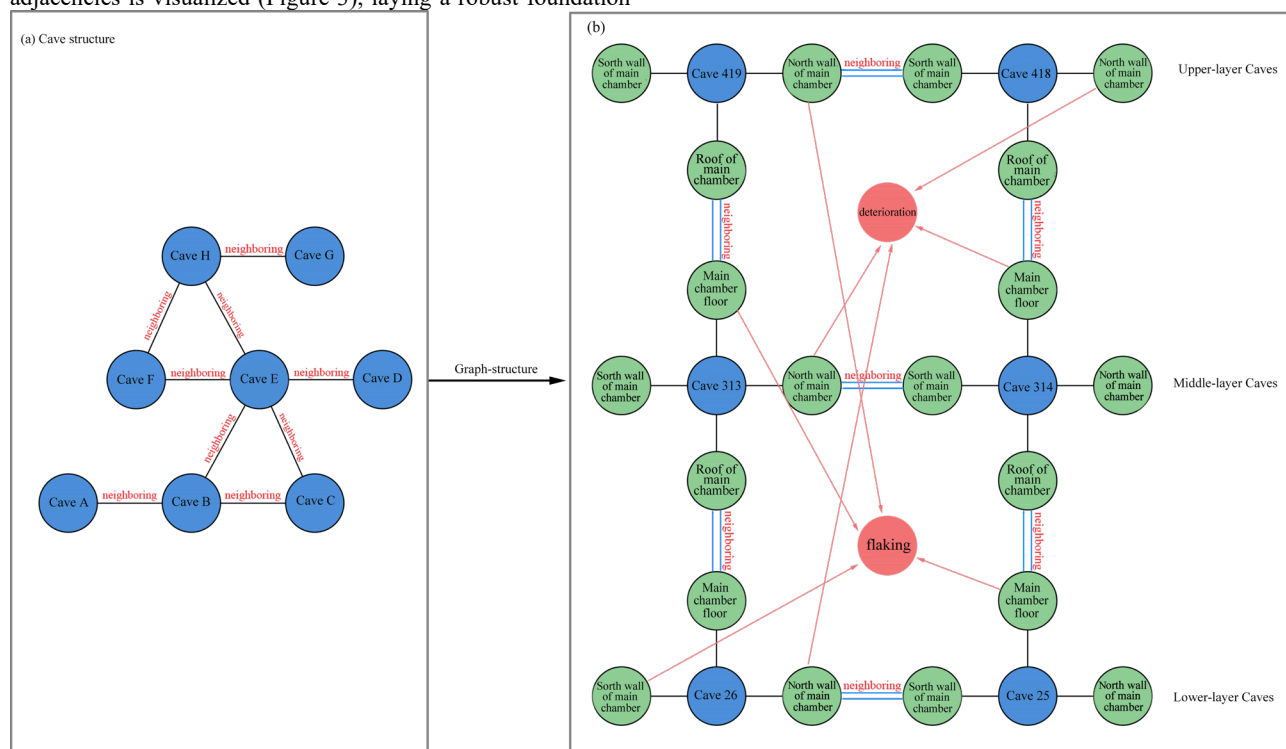 adjacencies is visualized (Figure 3), laying a robust foundation
(a) Cave structure
Cave H
neighboring
Cave G
neighboring
neighboring
Cave F
neighboring
Cave E
neighboring
Cave D
neighboring
neighboring
Cave A
neighboring
Cave B
neighboring
Cave C
Graph-structure
(b)
Sorth wall
of main
chamber
Cave 419
North wall
of main
chamber
neighboring
Sorth wall
of main
chamber
Cave 418
North wall
of main
chamber
Upper-layer Caves
Roof of
main
chamber
Roof of
main
chamber
neighboring
deterioration
neighboring
Main
chamber
floor
Main
chamber
floor
Sorth wall
of main
chamber
Cave 313
North wall
of main
chamber
neighboring
Sorth wall
of main
chamber
Cave 314
North wall
of main
chamber
Middle-layer Caves
Roof of
main
chamber
Roof of
main
chamber
neighboring
flaking
neighboring
Main
chamber
floor
Main
chamber
floor
Sorth wall
of main
chamber
Cave 26
North wall
of main
chamber
neighboring
Sorth wall
of main
chamber
Cave 25
North wall
of main
chamber
Lower-layer Caves